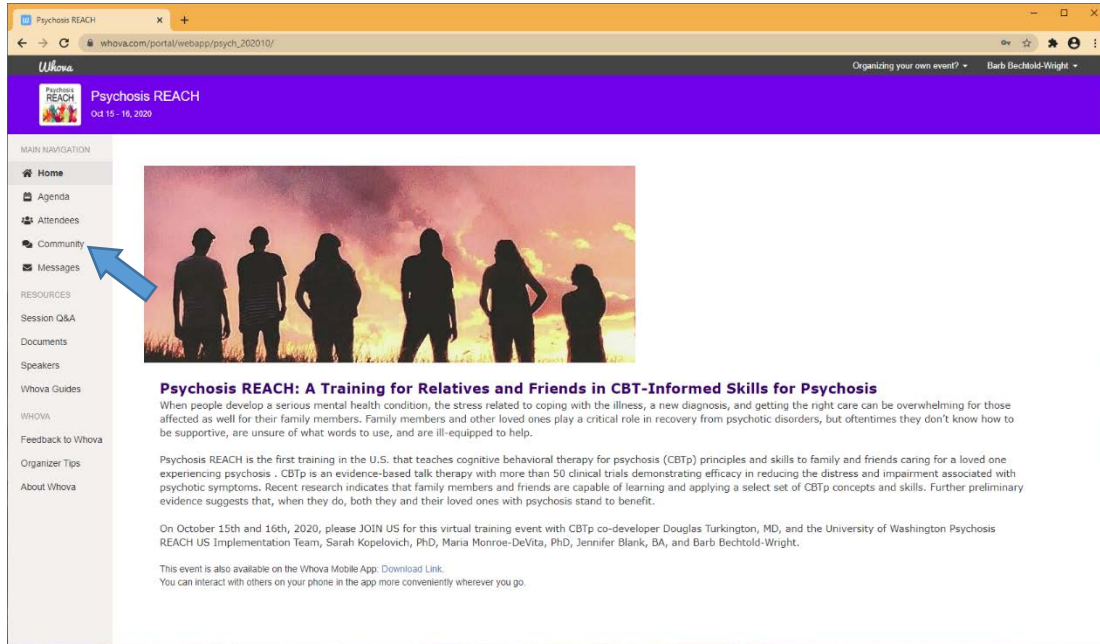 Psychosis REACH
whova.com/portal/webapp/psych_202010/
Whova
Organizing your own event?
Barb Bechtold-Wright
Psychosis
REACH
Psychosis REACH
Oct 15 - 16, 2020
MAIN NAVIGATION
Home
Agenda
Attendees
Community
Messages
RESOURCES
Session Q&A
Documents
Speakers
Whova Guides
WHOVA
Feedback to Whova
Organizer Tips
About Whova
Psychosis REACH: A Training for Relatives and Friends in CBT-Informed Skills for Psychosis
When people develop a serious mental health condition, the stress related to coping with the illness, a new diagnosis, and getting the right care can be overwhelming for those
affected as well for their family members. Family members and other loved ones play a critical role in recovery from psychotic disorders, but oftentimes they don't know how to
be supportive, are unsure of what words to use, and are ill-equipped to help.
Psychosis REACH is the first training in the U.S. that teaches cognitive behavioral therapy for psychosis (CBTp) principles and skills to family and friends caring for a loved one
experiencing psychosis . CBTp is an evidence-based talk therapy with more than 50 clinical trials demonstrating efficacy in reducing the distress and impairment associated with
psychotic symptoms. Recent research indicates that family members and friends are capable of learning and applying a select set of CBTp concepts and skills. Further preliminary
evidence suggests that, when they do, both they and their loved ones with psychosis stand to benefit.
On October 15th and 16th, 2020, please JOIN US for this virtual training event with CBTp co-developer Douglas Turkington, MD, and the University of Washington Psychosis
REACH US Implementation Team, Sarah Kopelovich, PhD, Maria Monroe-DeVita, PhD, Jennifer Blank, BA, and Barb Bechtold-Wright.
This event is also available on the Whova Mobile App: Download Link.
You can interact with others on your phone in the app more conveniently wherever you go.